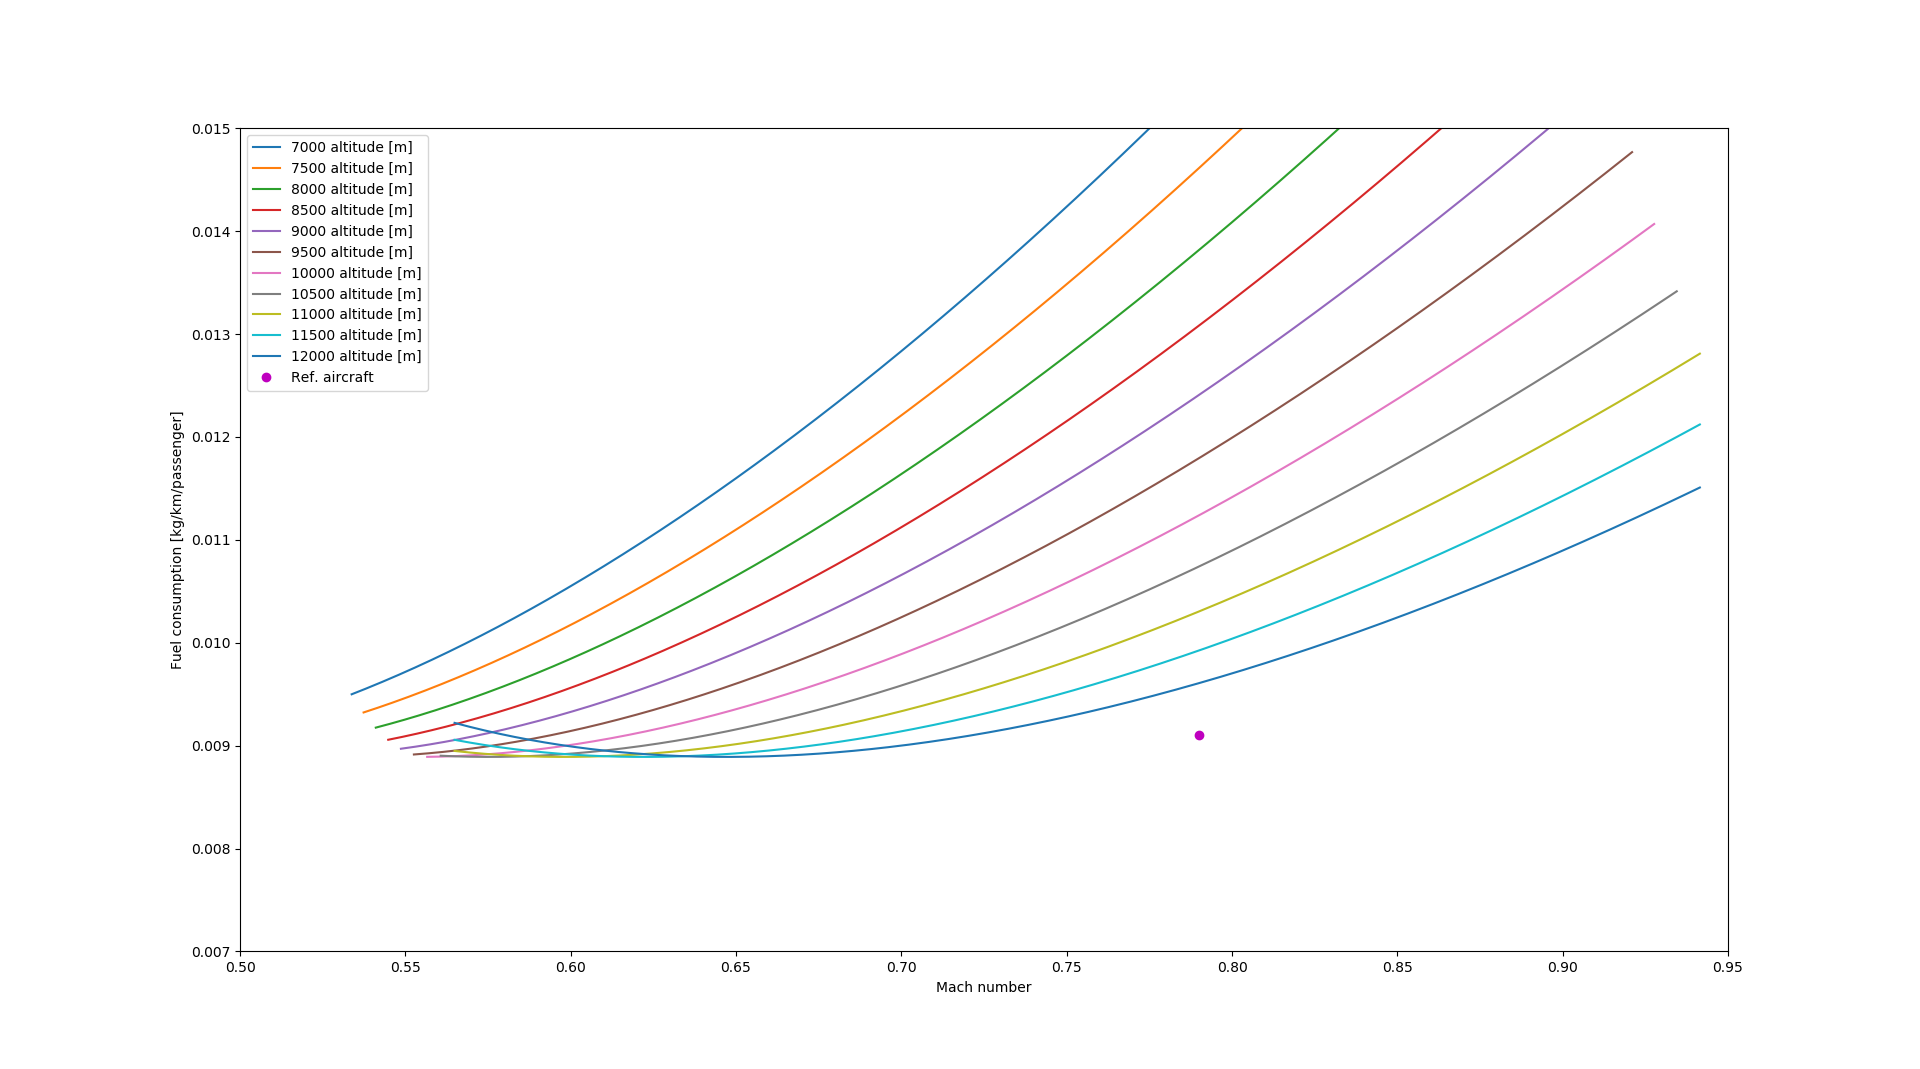 0.015
0.014
0.013
0.012
0.011
0.010
0.009
0.008
0.007
Fuel consumption [kg/km/passenger]
7000 altitude [m]
7500 altitude [m]
8000 altitude [m]
8500 altitude [m]
9000 altitude [m]
9500 altitude [m]
10000 altitude [m]
10500 altitude [m]
11000 altitude [m]
11500 altitude [m]
12000 altitude [m]
Ref. aircraft
0.50 0.55 0.60 0.65 0.70 0.75 0.80 0.85 0.90 0.95
Mach number